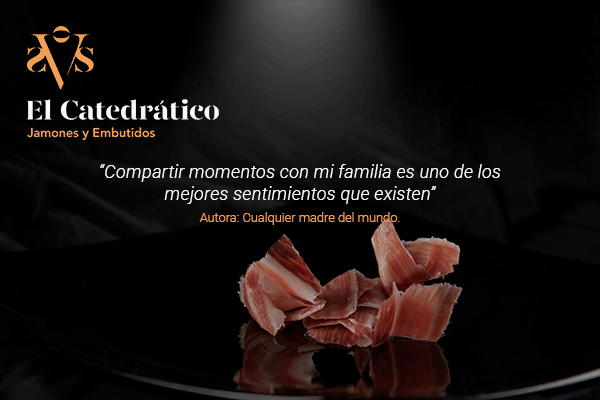 El Catedrático
Jamones y Embutidos
“Compartir momentos con mi familia es uno de los
mejores sentimientos que existen”
Autora: Cualquier madre del mundo.